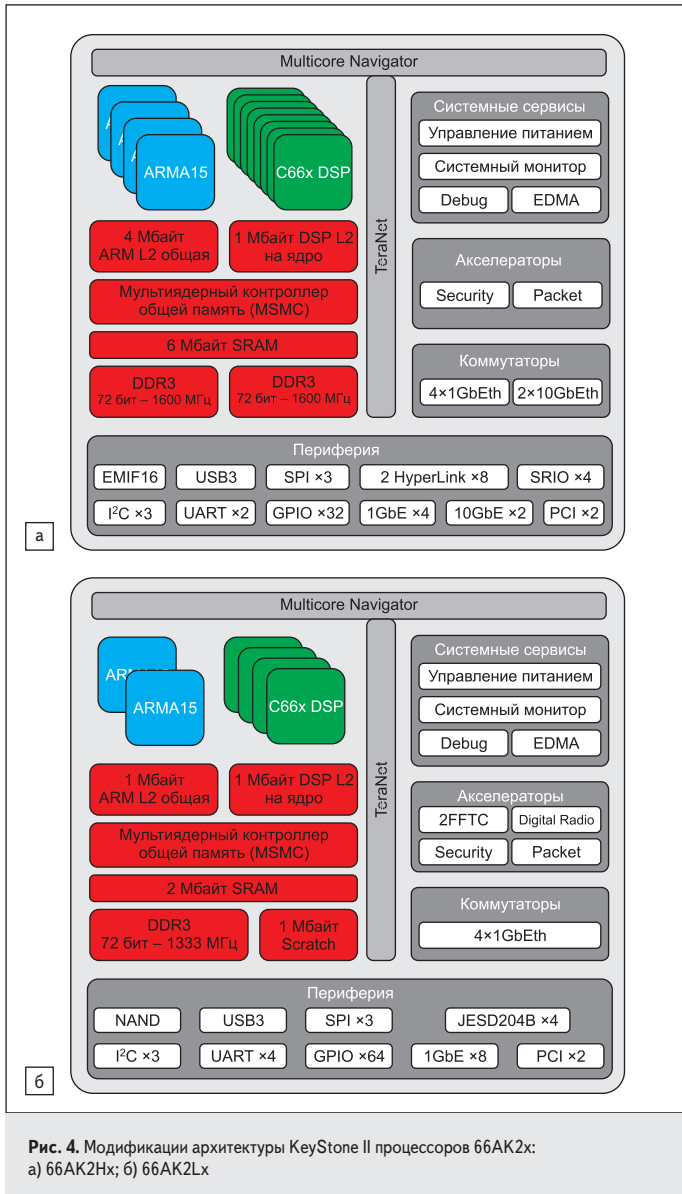 Multicore Navigator
ARMA15
C66x DSP
4 Мбайт
ARM L2 общая
1 Мбайт DSP L2
на ядро
Мультиядерный контроллер
общей память (MSMC)
6 Мбайт SRAM
DDR3
72 бит – 1600 МГц
DDR3
72 бит – 1600 МГц
TeraNet
Системные сервисы
Управление питанием
Системный монитор
Debug
EDMA
Акселераторы
Security
Packet
Коммутаторы
4×1GbEth
2×10GbEth
Периферия
EMIF16
USB3
SPI ×3
2 HyperLink ×8
SRIO ×4
I²C ×3
UART ×2
GPIO ×32
1GbE ×4
10GbE ×2
PCI ×2
а
Multicore Navigator
ARMA15
C66x DSP
1 Мбайт
ARM L2 общая
1 Мбайт DSP L2
на ядро
Мультиядерный контроллер
общей память (MSMC)
2 Мбайт SRAM
DDR3
72 бит – 1333 МГц
1 Мбайт
Scratch
TeraNet
Системные сервисы
Управление питанием
Системный монитор
Debug
EDMA
Акселераторы
2FFTC
Digital Radio
Security
Packet
Коммутаторы
4×1GbEth
Периферия
NAND
USB3
SPI ×3
JESD204B ×4
I²C ×3
UART ×4
GPIO ×64
1GbE ×8
PCI ×2
б
Рис. 4. Модификации архитектуры KeyStone II процессоров 66AK2x:
а) 66AK2Hx; б) 66AK2Lx